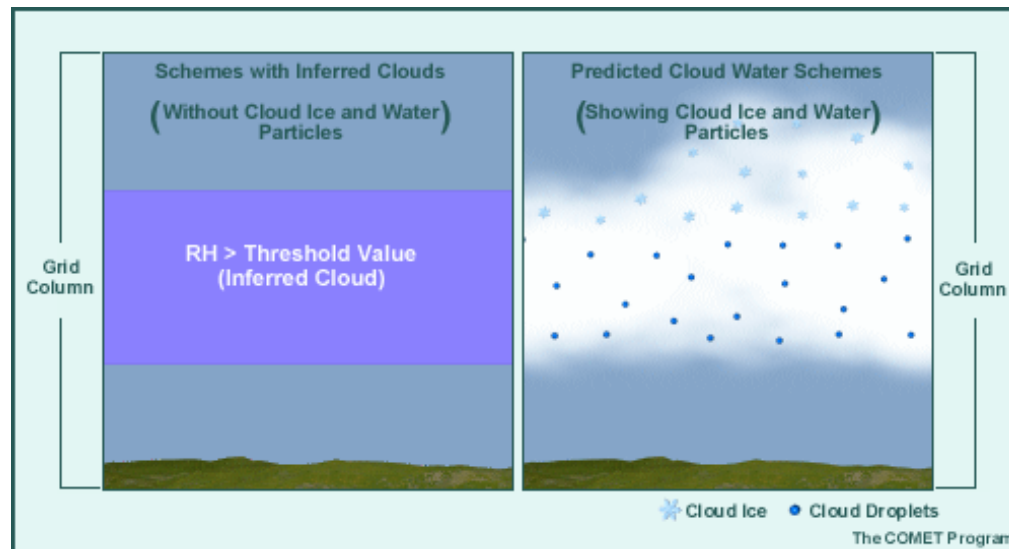 Schemes with Inferred Clouds
(Without Cloud Ice and Water)
Particles
Predicted Cloud Water Schemes
(Showing Cloud Ice and Water)
Particles
RH > Threshold Value
(Inferred Cloud)
Grid
Column
Grid
Column
Cloud Ice
Cloud Droplets
The COMET Program